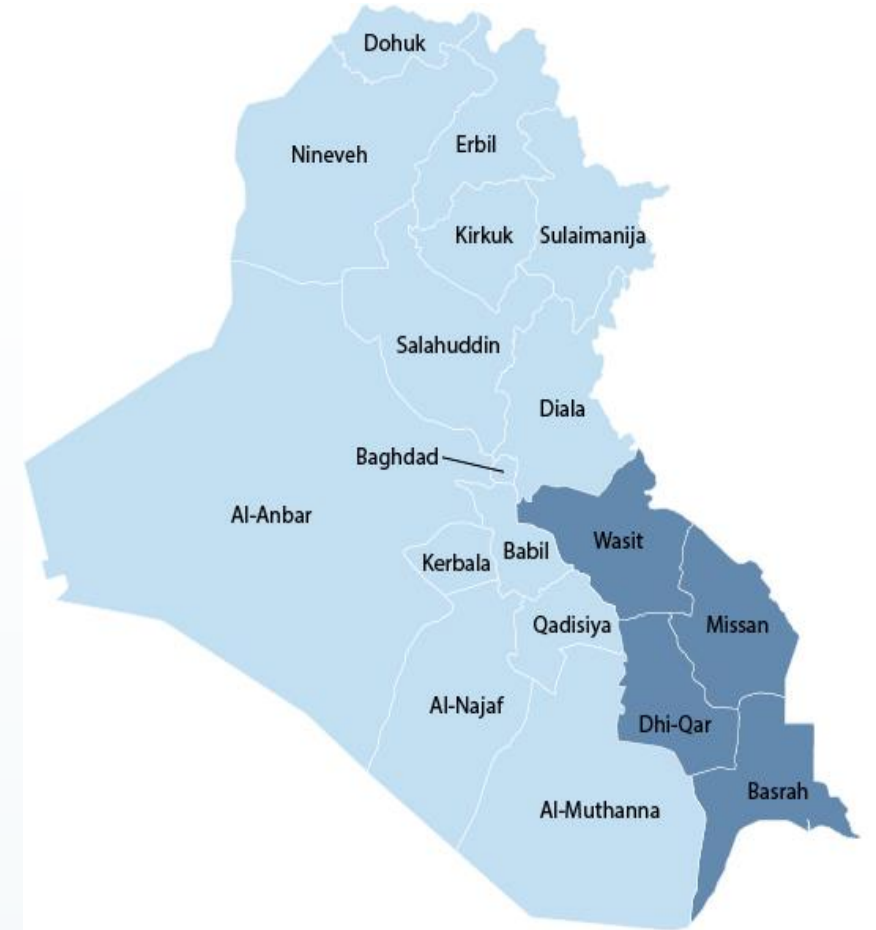 Dohuk
Erbil
Nineveh
Kirkuk
Sulaimanija
Salahuddin
Diala
Baghdad
Al-Anbar
Wasit
Babil
Kerbala
Qadisiya
Missan
Al-Najaf
Dhi-Qar
Basrah
Al-Muthanna